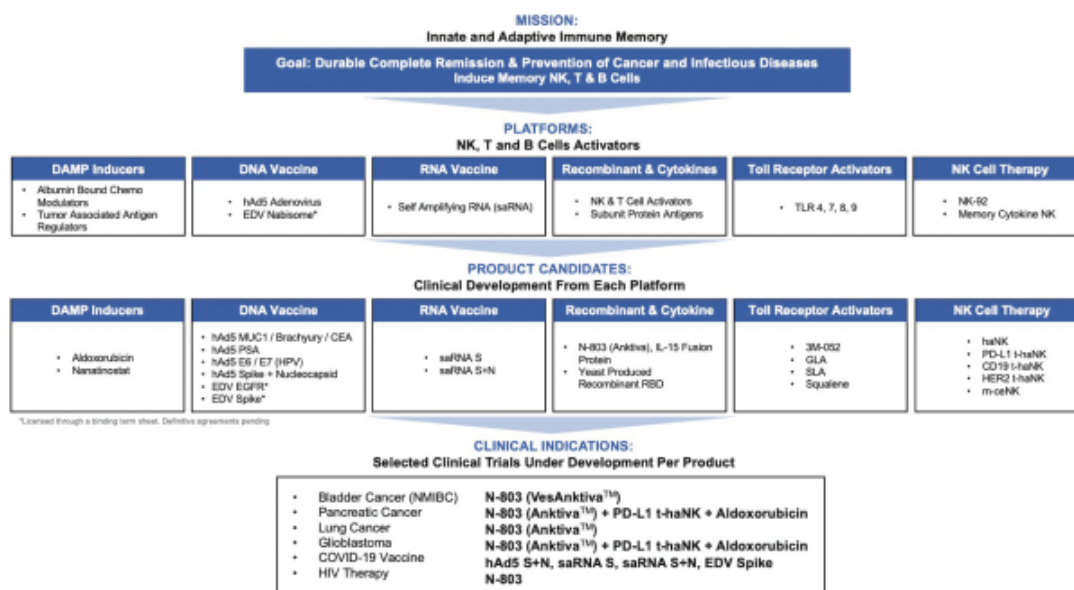 MISSION:
Innate and Adaptive Immune Memory
Goal: Durable Complete Remission & Prevention of Cancer and Infectious Diseases
Induce Memory NK, T & B Cells
PLATFORMS:
NK, T and B Cells Activators
DAMP Inducers
• Albumin Bound Chemo
Modulators
• Tumor Associated Antigen
Regulators
DNA Vaccine
• hAd5 Adenovirus
• EDV Nabisome*
RNA Vaccine
• Self Amplifying RNA (saRNA)
Recombinant & Cytokines
• NK & T Cell Activators
• Subunit Protein Antigens
Toll Receptor Activators
• TLR 4, 7, 8, 9
NK Cell Therapy
• NK-92
• Memory Cytokine NK
PRODUCT CANDIDATES:
Clinical Development From Each Platform
DAMP Inducers
• Aldoxorubicin
• Nanatinostat
DNA Vaccine
• hAd5 MUC1 / Brachyury / CEA
• hAd5 PSA
• hAd5 E6 / E7 (HPV)
• hAd5 Spike + Nucleocapsid
• EDV EGFR*
• EDV Spike*
RNA Vaccine
• saRNA S
• saRNA S+N
Recombinant & Cytokine
• N-803 (Anktiva), IL-15 Fusion
Protein
• Yeast Produced
Recombinant RBD
Toll Receptor Activators
• 3M-052
• GLA
• SLA
• Squalene
NK Cell Therapy
• haNK
• PD-L1 t-haNK
• CD19 t-haNK
• HER2 t-haNK
• m-ceNK
*Licensed through a binding term sheet. Definitive agreements pending
CLINICAL INDICATIONS:
Selected Clinical Trials Under Development Per Product
• Bladder Cancer (NMIBC) N-803 (VesAnktiva™)
• Pancreatic Cancer N-803 (Anktiva™) + PD-L1 t-haNK + Aldoxorubicin
• Lung Cancer N-803 (Anktiva™)
• Glioblastoma N-803 (Anktiva™) + PD-L1 t-haNK + Aldoxorubicin
• COVID-19 Vaccine hAd5 S+N, saRNA S, saRNA S+N, EDV Spike
• HIV Therapy N-803